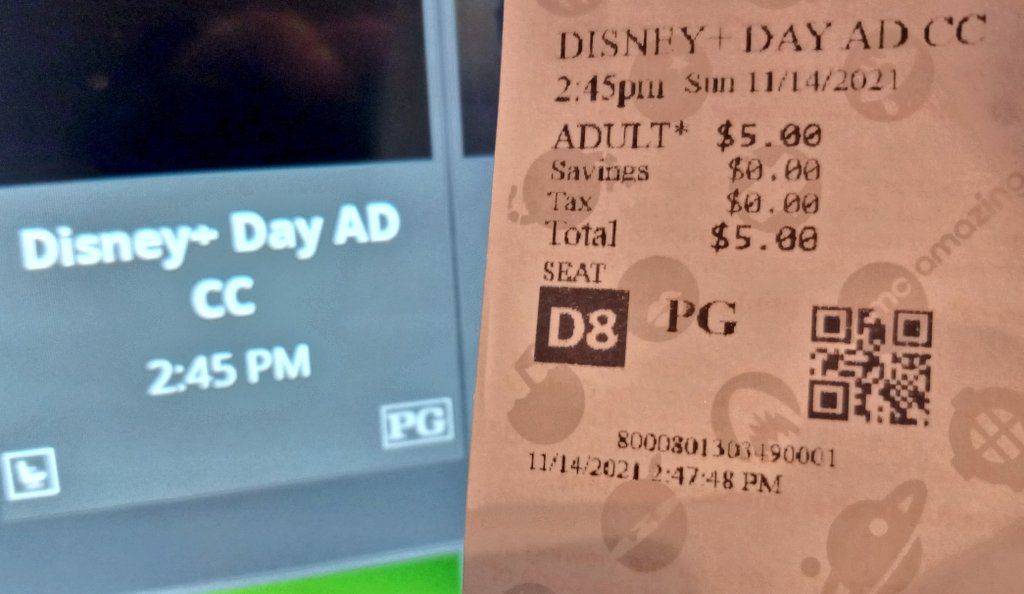 Disney+ Day AD
CC
2:45 PM
PG
DISNEY+ DAY AD CC
2:45pm Sun 11/14/2021
ADULT* $5.00
Savings $0.00
Tax $0.00
Total $5.00
SEAT
D8 PG
amc amazing
8000801303490001
11/14/2021 2:47:48 PM